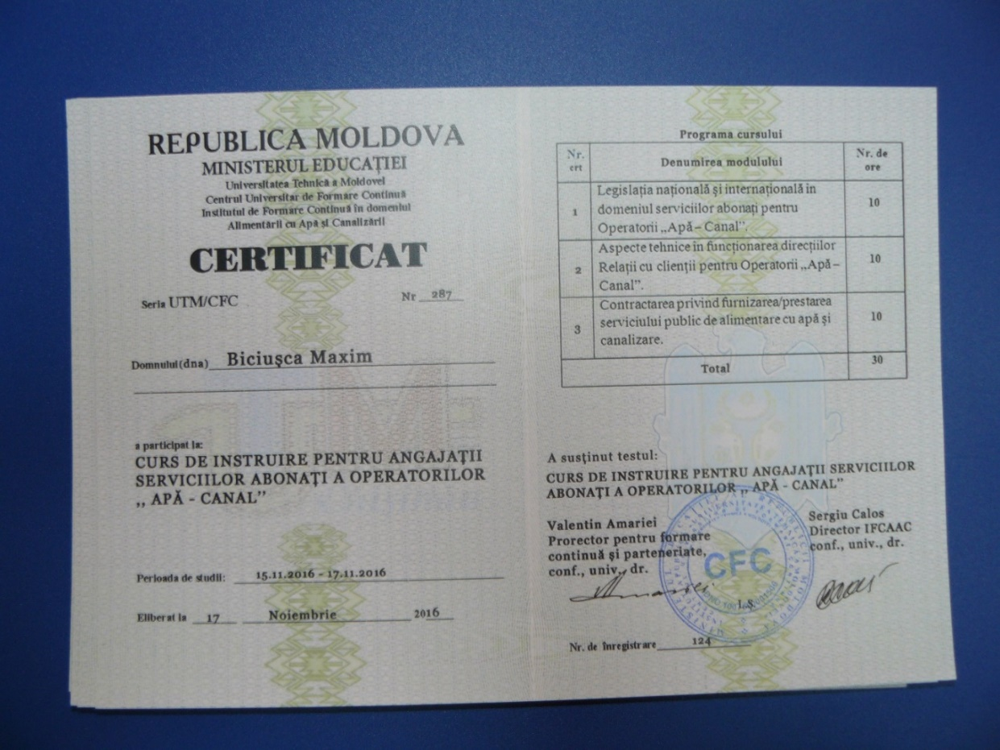 REPUBLICA MOLDOVA
MINISTERUL EDUCAȚIEI
Universitatea Tehnică a Moldovei
Centrul Universitar de Formare Continuă
Institutul de Formare Continuă în domeniul
Alimentării cu Apă și Canalizării
CERTIFICAT
Seria UTM/CFC Nr 287
Domnului(dna) Biciușca Maxim
a participat la:
CURS DE INSTRUIRE PENTRU ANGAJAȚII
SERVICIILOR ABONAȚI A OPERATORILOR
,, APĂ - CANAL”
Perioada de studii: 15.11.2016 - 17.11.2016
Eliberat la 17 Noiembrie 2016
Programa cursului
Nr. crt Denumirea modulului Nr. de ore
1 Legislația națională și internațională in
domeniul serviciilor abonați pentru 10
Operatorii „Apă – Canal”.
Aspecte tehnice în funcționarea direcțiilor
2 Relații cu clienții pentru Operatorii „Apă – 10
Canal”.
Contractarea privind furnizarea/prestarea
3 serviciului public de alimentare cu apă și 10
canalizare.
Total 30
A susținut testul:
CURS DE INSTRUIRE PENTRU ANGAJAȚII SERVICIILOR
ABONAȚI A OPERATORILOR ,, APĂ - CANAL”
Valentin Amariei
Prorector pentru formare
continuă și parteneriate,
conf., univ., dr.
Sergiu Calos
Director IFCAAC
conf., univ., dr.
CFC
L.S.
Nr. de înregistrare 124